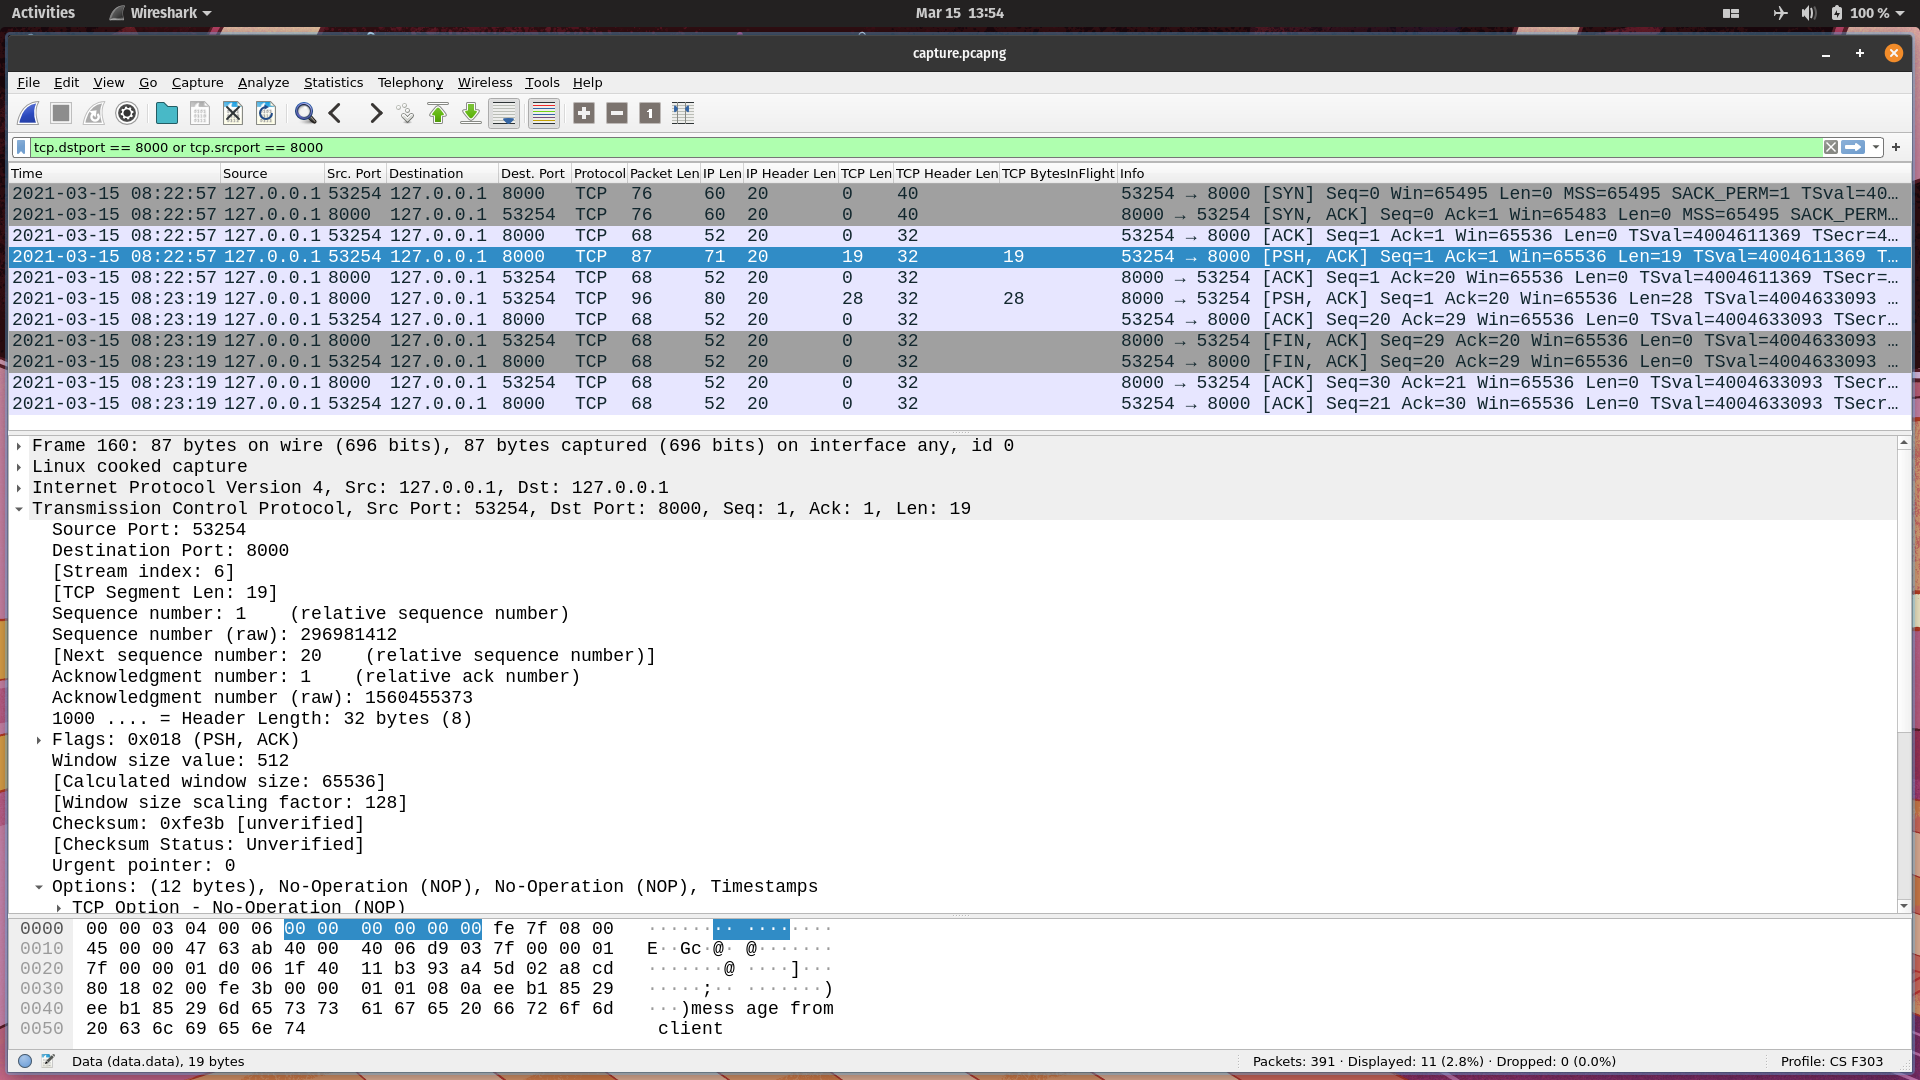 Activities Wireshark Mar 15 13:54 100 %
capture.pcapng
File Edit View Go Capture Analyze Statistics Telephony Wireless Tools Help
tcp.dstport == 8000 or tcp.srcport == 8000
Time Source Src. Port Destination Dest. Port Protocol Packet Len IP Len IP Header Len TCP Len TCP Header Len TCP BytesInFlight Info
2021-03-15 08:22:57 127.0.0.1 53254 127.0.0.1 8000 TCP 76 60 20 0 40 53254 → 8000 [SYN] Seq=0 Win=65495 Len=0 MSS=65495 SACK_PERM=1 TSval=40…
2021-03-15 08:22:57 127.0.0.1 8000 127.0.0.1 53254 TCP 76 60 20 0 40 8000 → 53254 [SYN, ACK] Seq=0 Ack=1 Win=65483 Len=0 MSS=65495 SACK_PERM…
2021-03-15 08:22:57 127.0.0.1 53254 127.0.0.1 8000 TCP 68 52 20 0 32 53254 → 8000 [ACK] Seq=1 Ack=1 Win=65536 Len=0 TSval=4004611369 TSecr=4…
2021-03-15 08:22:57 127.0.0.1 53254 127.0.0.1 8000 TCP 87 71 20 19 32 19 53254 → 8000 [PSH, ACK] Seq=1 Ack=1 Win=65536 Len=19 TSval=4004611369 T…
2021-03-15 08:22:57 127.0.0.1 8000 127.0.0.1 53254 TCP 68 52 20 0 32 8000 → 53254 [ACK] Seq=1 Ack=20 Win=65536 Len=0 TSval=4004611369 TSecr=…
2021-03-15 08:23:19 127.0.0.1 8000 127.0.0.1 53254 TCP 96 80 20 28 32 28 8000 → 53254 [PSH, ACK] Seq=1 Ack=20 Win=65536 Len=28 TSval=4004633093 …
2021-03-15 08:23:19 127.0.0.1 53254 127.0.0.1 8000 TCP 68 52 20 0 32 53254 → 8000 [ACK] Seq=20 Ack=29 Win=65536 Len=0 TSval=4004633093 TSecr…
2021-03-15 08:23:19 127.0.0.1 8000 127.0.0.1 53254 TCP 68 52 20 0 32 8000 → 53254 [FIN, ACK] Seq=29 Ack=20 Win=65536 Len=0 TSval=4004633093 …
2021-03-15 08:23:19 127.0.0.1 53254 127.0.0.1 8000 TCP 68 52 20 0 32 53254 → 8000 [FIN, ACK] Seq=20 Ack=29 Win=65536 Len=0 TSval=4004633093 …
2021-03-15 08:23:19 127.0.0.1 8000 127.0.0.1 53254 TCP 68 52 20 0 32 8000 → 53254 [ACK] Seq=30 Ack=21 Win=65536 Len=0 TSval=4004633093 TSecr…
2021-03-15 08:23:19 127.0.0.1 53254 127.0.0.1 8000 TCP 68 52 20 0 32 53254 → 8000 [ACK] Seq=21 Ack=30 Win=65536 Len=0 TSval=4004633093 TSecr…
Frame 160: 87 bytes on wire (696 bits), 87 bytes captured (696 bits) on interface any, id 0
Linux cooked capture
Internet Protocol Version 4, Src: 127.0.0.1, Dst: 127.0.0.1
Transmission Control Protocol, Src Port: 53254, Dst Port: 8000, Seq: 1, Ack: 1, Len: 19
Source Port: 53254
Destination Port: 8000
[Stream index: 6]
[TCP Segment Len: 19]
Sequence number: 1 (relative sequence number)
Sequence number (raw): 296981412
[Next sequence number: 20 (relative sequence number)]
Acknowledgment number: 1 (relative ack number)
Acknowledgment number (raw): 1560455373
1000 .... = Header Length: 32 bytes (8)
Flags: 0x018 (PSH, ACK)
Window size value: 512
[Calculated window size: 65536]
[Window size scaling factor: 128]
Checksum: 0xfe3b [unverified]
[Checksum Status: Unverified]
Urgent pointer: 0
Options: (12 bytes), No-Operation (NOP), No-Operation (NOP), Timestamps
TCP Option - No-Operation (NOP)
0000 00 00 03 04 00 06 00 00 00 00 00 00 fe 7f 08 00 ········ ········
0010 45 00 00 47 63 ab 40 00 40 06 d9 03 7f 00 00 01 E··Gc·@· @·······
0020 7f 00 00 01 d0 06 1f 40 11 b3 93 a4 5d 02 a8 cd ·······@ ····]···
0030 80 18 02 00 fe 3b 00 00 01 01 08 0a ee b1 85 29 ·····;·· ·······)
0040 ee b1 85 29 6d 65 73 73 61 67 65 20 66 72 6f 6d ···)mess age from
0050 20 63 6c 69 65 6e 74 client
Data (data.data), 19 bytes Packets: 391 · Displayed: 11 (2.8%) · Dropped: 0 (0.0%) Profile: CS F303